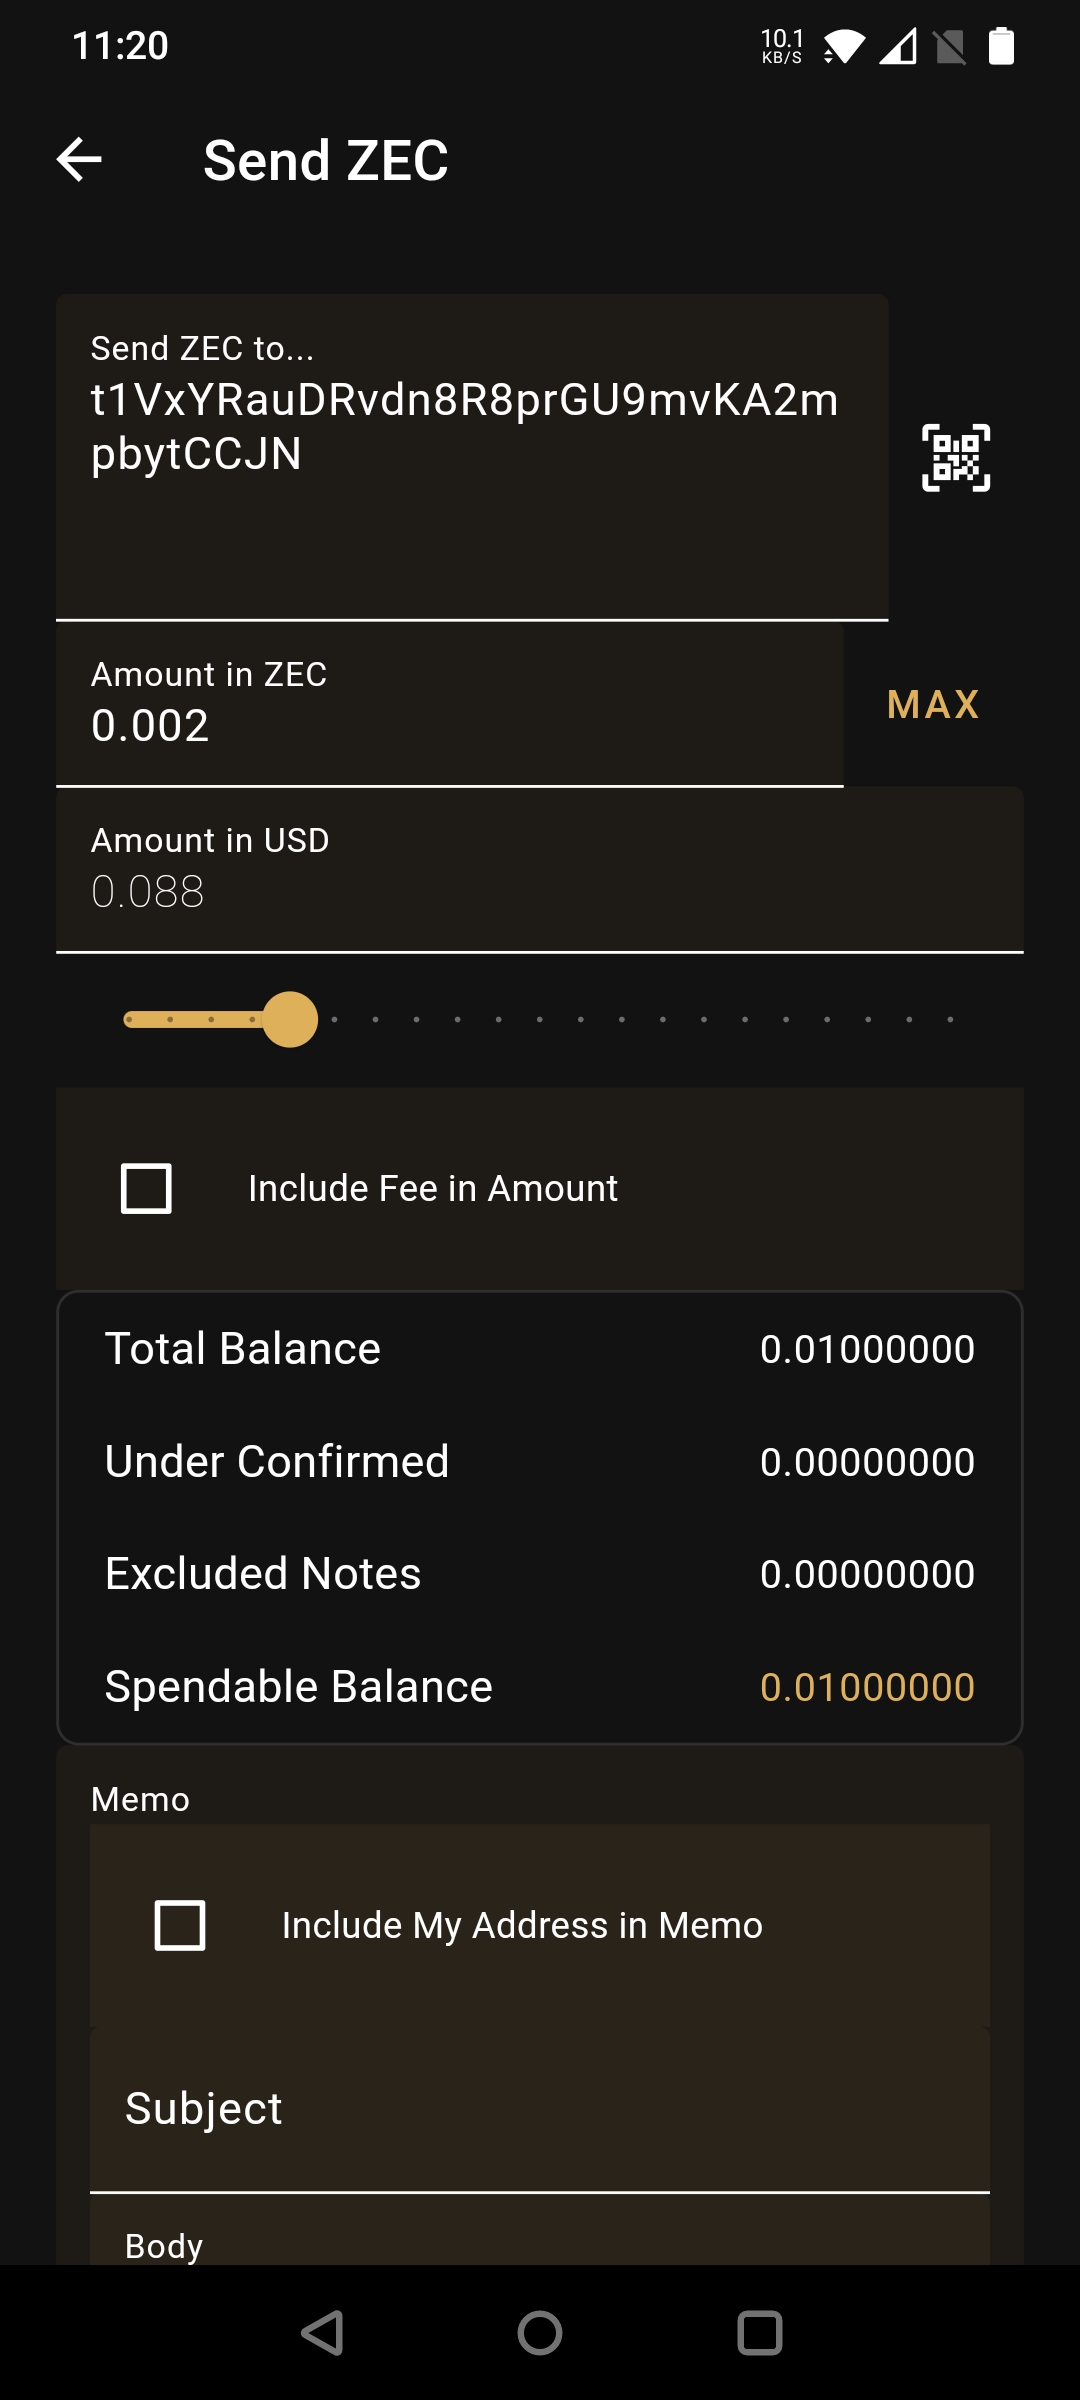 11:20
10.1
KB/S
Send ZEC
Send ZEC to...
t1VxYRauDRvdn8R8prGU9mvKA2m
pbytCCJN
Amount in ZEC
0.002
MAX
Amount in USD
0.088
Include Fee in Amount
Total Balance 0.01000000
Under Confirmed 0.00000000
Excluded Notes 0.00000000
Spendable Balance 0.01000000
Memo
Include My Address in Memo
Subject
Body